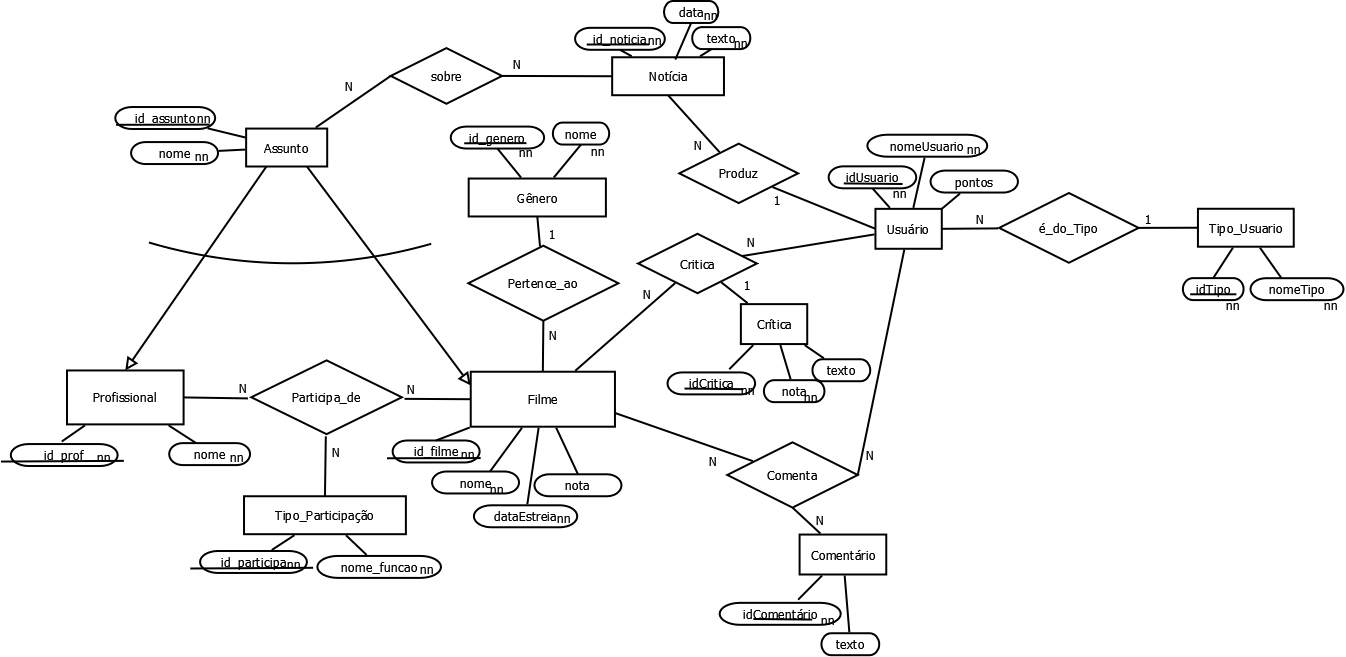 data nn
id_noticia nn
texto nn
Notícia
sobre
N
N
id_assunto nn
nome nn
Assunto
id_genero nn
nome nn
Gênero
1
Pertence_ao
N
N
Produz
1
nomeUsuario nn
idUsuario nn
pontos
Usuário
N
é_do_Tipo
1
Tipo_Usuario
idTipo nn
nomeTipo nn
Critica
N
N
1
Crítica
idCritica nn
nota nn
texto
Profissional
id_prof nn
nome nn
N
Participa_de
N
N
Filme
id_filme nn
nome nn
dataEstreia nn
nota
Tipo_Participação
id_participa nn
nome_funcao nn
N
Comenta
N
N
Comentário
idComentário nn
texto